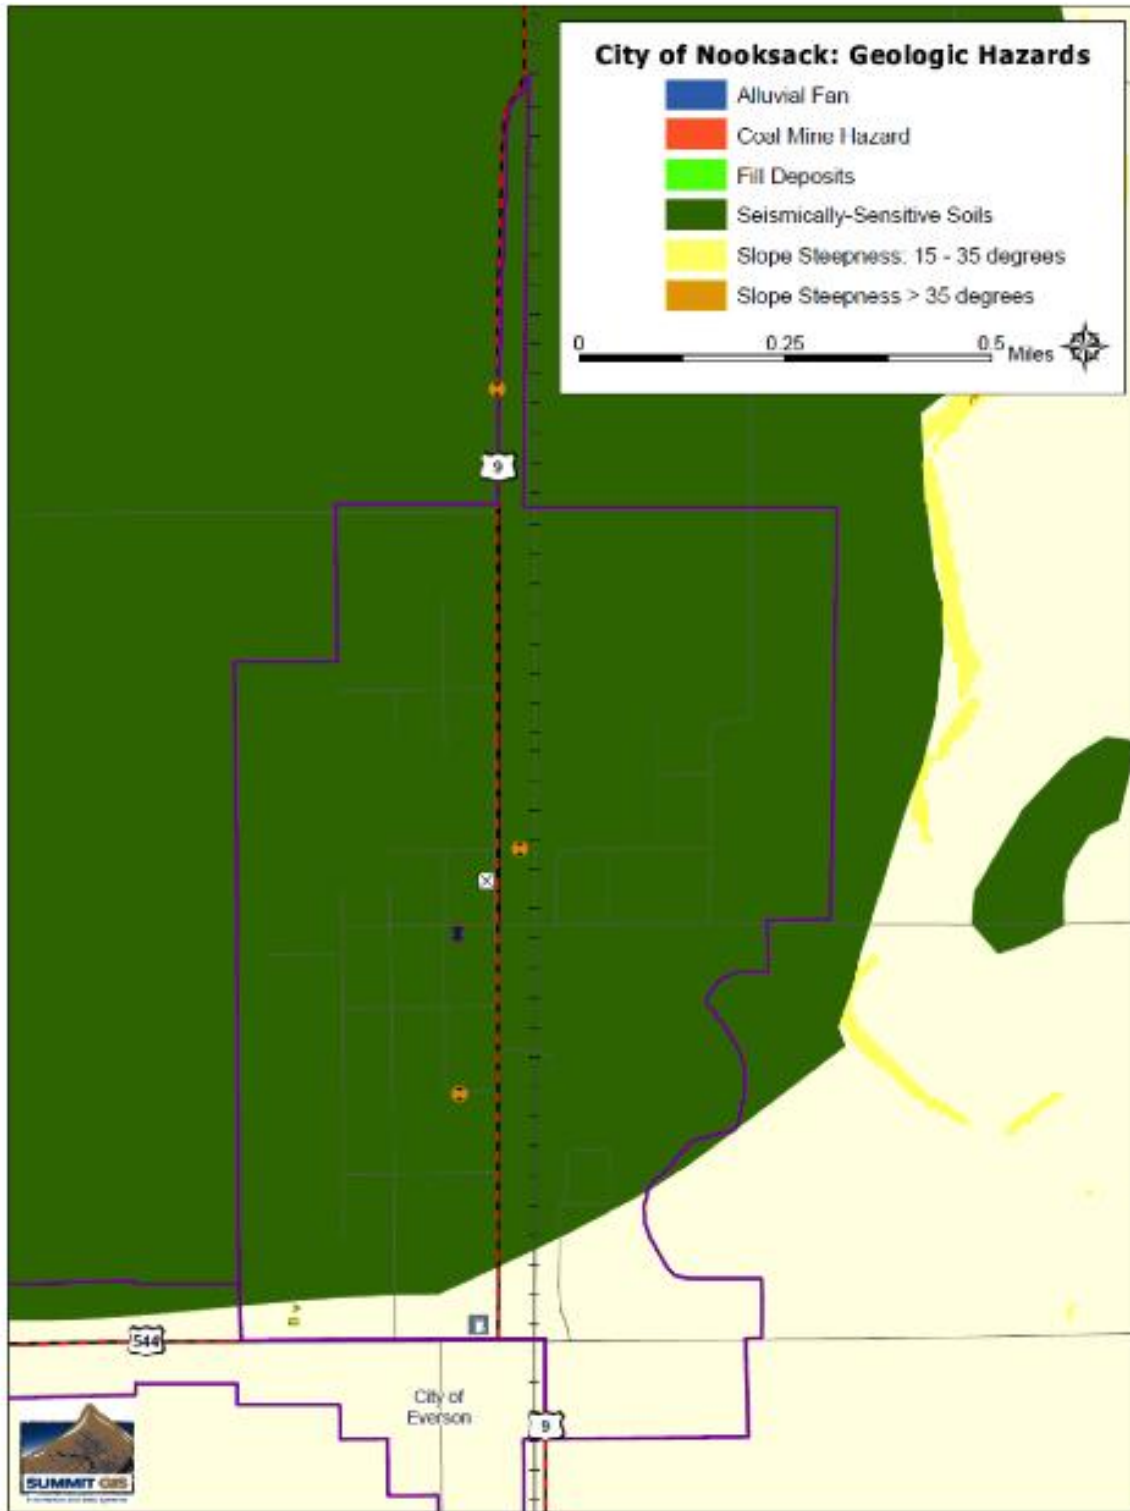 City of Nooksack: Geologic Hazards
Alluvial Fan
Coal Mine Hazard
Fill Deposits
Seismically-Sensitive Soils
Slope Steepness: 15 - 35 degrees
Slope Steepness > 35 degrees
0 0.25 0.5 Miles
9
544
City of
Everson
9
SUMMIT GIS